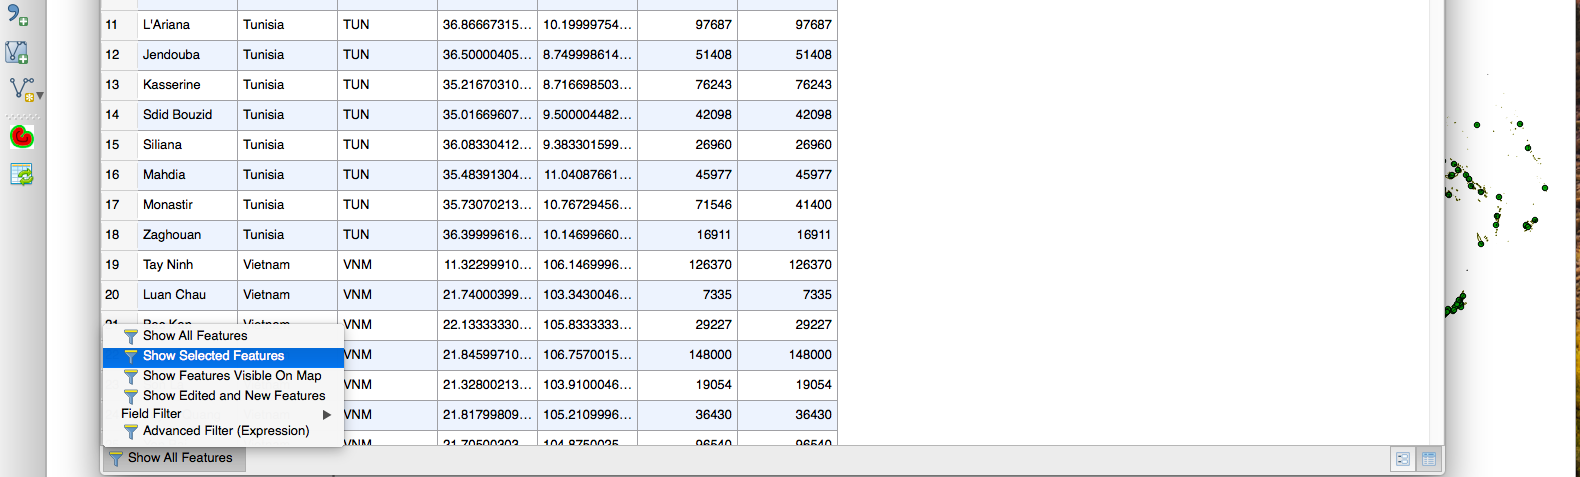 11 L'Ariana Tunisia TUN 36.86667315... 10.19999754... 97687 97687
12 Jendouba Tunisia TUN 36.50000405... 8.749998614... 51408 51408
13 Kasserine Tunisia TUN 35.21670310... 8.716698503... 76243 76243
14 Sdid Bouzid Tunisia TUN 35.01669607... 9.500004482... 42098 42098
15 Siliana Tunisia TUN 36.08330412... 9.383301599... 26960 26960
16 Mahdia Tunisia TUN 35.48391304... 11.04087661... 45977 45977
17 Monastir Tunisia TUN 35.73070213... 10.76729456... 71546 41400
18 Zaghouan Tunisia TUN 36.39999616... 10.14699660... 16911 16911
19 Tay Ninh Vietnam VNM 11.32299910... 106.1469996... 126370 126370
20 Luan Chau Vietnam VNM 21.74000399... 103.3430046... 7335 7335
VNM 22.13333330... 105.8333333... 29227 29227
Show All Features
Show Selected Features VNM 21.84599710... 106.7570015... 148000 148000
Show Features Visible On Map VNM 21.32800213... 103.9100046... 19054 19054
Show Edited and New Features
Field Filter VNM 21.81799809... 105.2109996... 36430 36430
Advanced Filter (Expression)
VNM 21.70500303... 104.8750025... 96540 96540
Show All Features